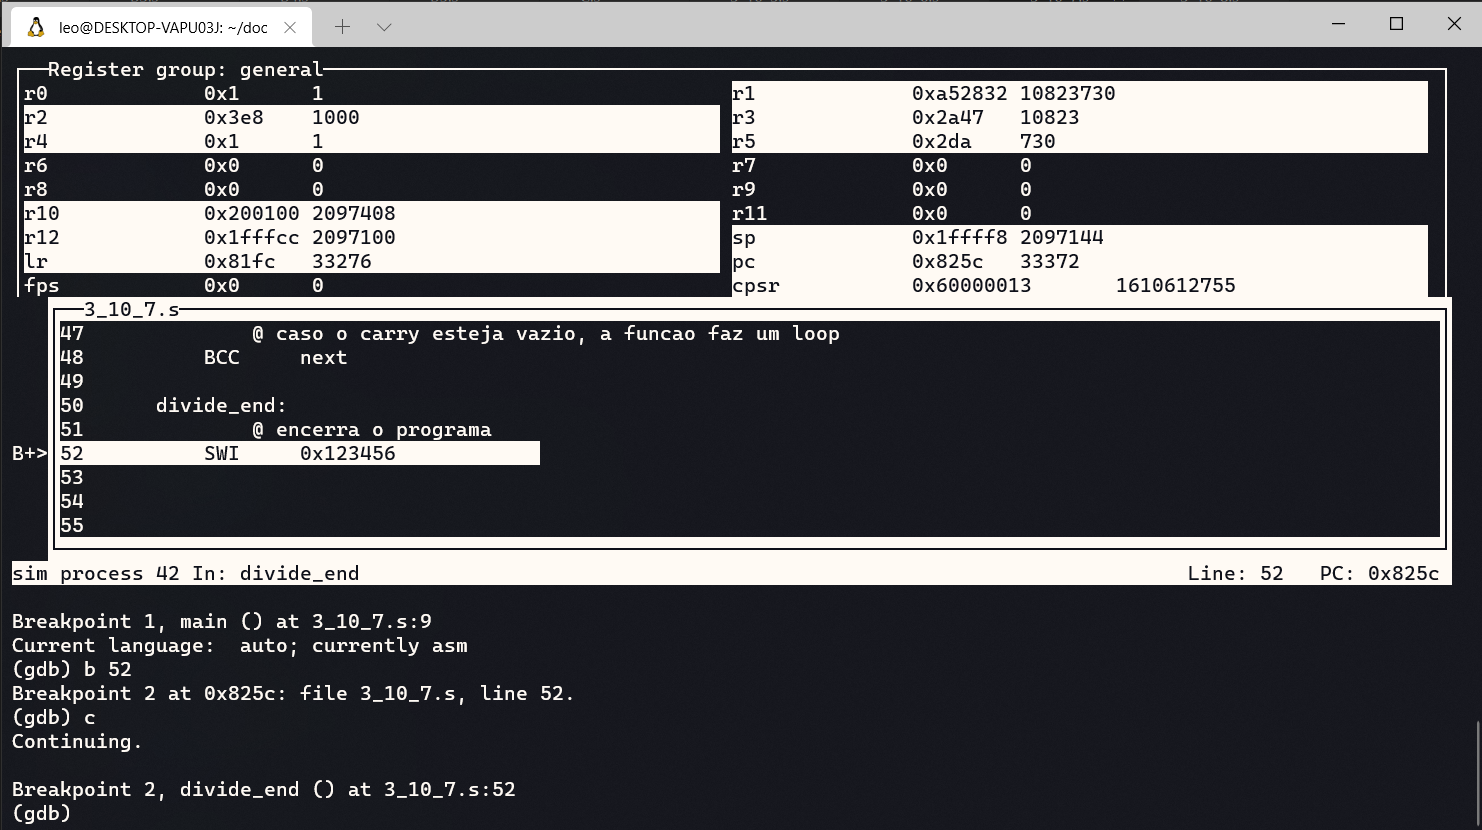 leo@DESKTOP-VAPU03J: ~/doc
Register group: general
r0 0x1 1 r1 0xa52832 10823730
r2 0x3e8 1000 r3 0x2a47 10823
r4 0x1 1 r5 0x2da 730
r6 0x0 0 r7 0x0 0
r8 0x0 0 r9 0x0 0
r10 0x200100 2097408 r11 0x0 0
r12 0x1fffcc 2097100 sp 0x1ffff8 2097144
lr 0x81fc 33276 pc 0x825c 33372
fps 0x0 0 cpsr 0x60000013 1610612755
3_10_7.s
47 @ caso o carry esteja vazio, a funcao faz um loop
48 BCC next
49
50 divide_end:
51 @ encerra o programa
B+> 52 SWI 0x123456
53
54
55
sim process 42 In: divide_end Line: 52 PC: 0x825c
Breakpoint 1, main () at 3_10_7.s:9
Current language:  auto; currently asm
(gdb) b 52
Breakpoint 2 at 0x825c: file 3_10_7.s, line 52.
(gdb) c
Continuing.
Breakpoint 2, divide_end () at 3_10_7.s:52
(gdb)